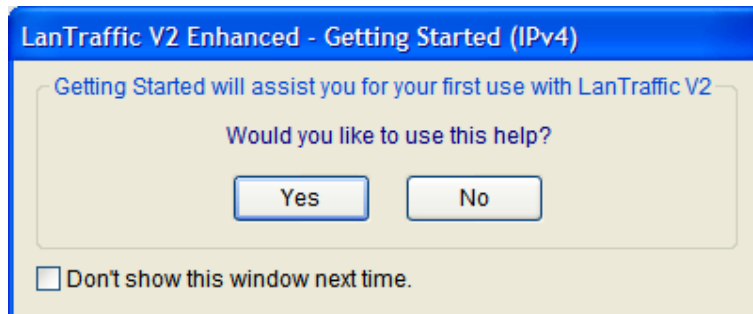 LanTraffic V2 Enhanced - Getting Started (IPv4)
Getting Started will assist you for your first use with LanTraffic V2
Would you like to use this help?
Yes No
Don't show this window next time.